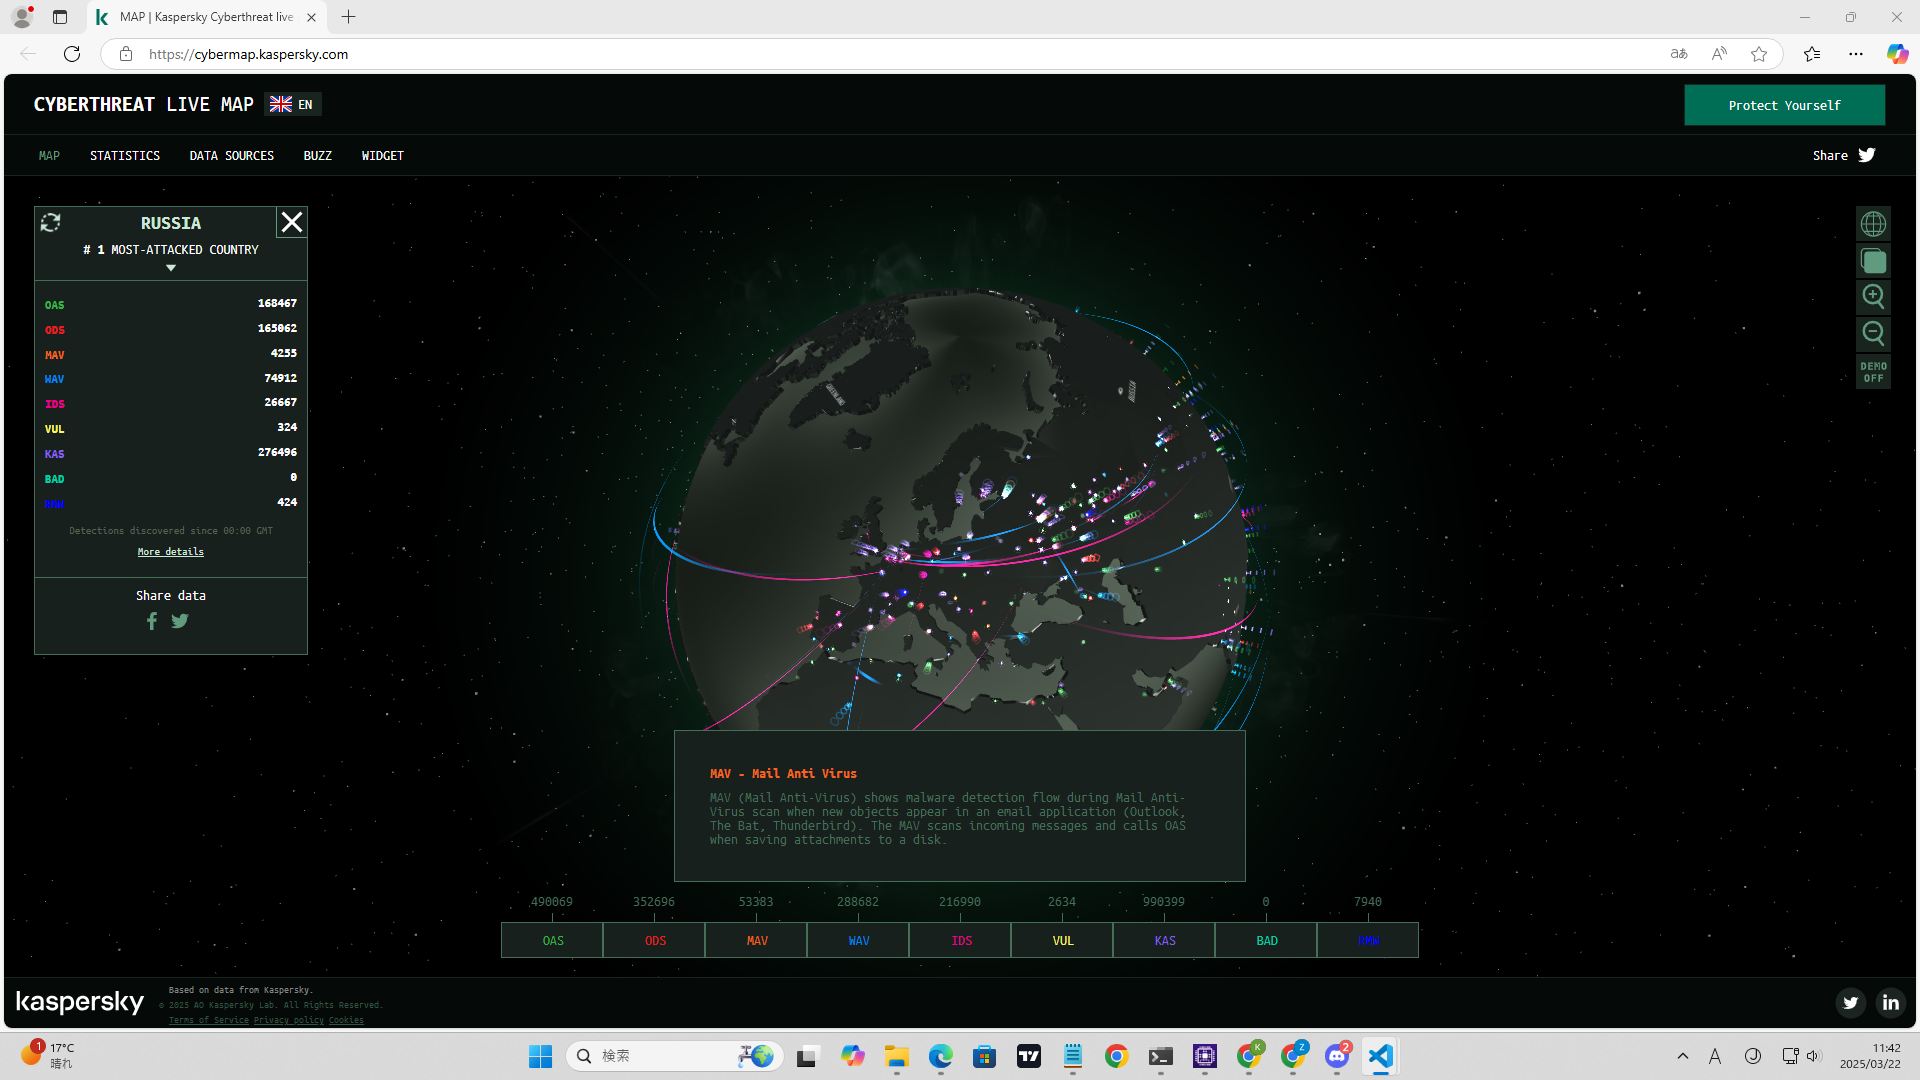 MAP | Kaspersky Cyberthreat live
https://cybermap.kaspersky.com
CYBERTHREAT LIVE MAP EN
Protect Yourself
MAP STATISTICS DATA SOURCES BUZZ WIDGET
Share
RUSSIA
# 1 MOST-ATTACKED COUNTRY
OAS 168467
ODS 165062
MAV 4255
WAV 74912
IDS 26667
VUL 324
KAS 276496
BAD 0
RMW 424
Detections discovered since 00:00 GMT
More details
Share data
DEMO
OFF
GREENLAND
RUSSIA
MAV - Mail Anti Virus
MAV (Mail Anti-Virus) shows malware detection flow during Mail Anti-
Virus scan when new objects appear in an email application (Outlook,
The Bat, Thunderbird). The MAV scans incoming messages and calls OAS
when saving attachments to a disk.
490069 352696 53383 288682 216990 2634 990399 0 7940
OAS ODS MAV WAV IDS VUL KAS BAD RMW
kaspersky
Based on data from Kaspersky.
© 2025 AO Kaspersky Lab. All Rights Reserved.
Terms of Service Privacy policy Cookies
1
17°C
晴れ
検索
K
Z
2
A
11:42
2025/03/22